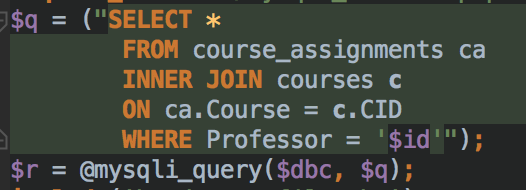 $q = ("SELECT *
FROM course_assignments ca
INNER JOIN courses c
ON ca.Course = c.CID
WHERE Professor = '$id'");
$r = @mysqli_query($dbc, $q);